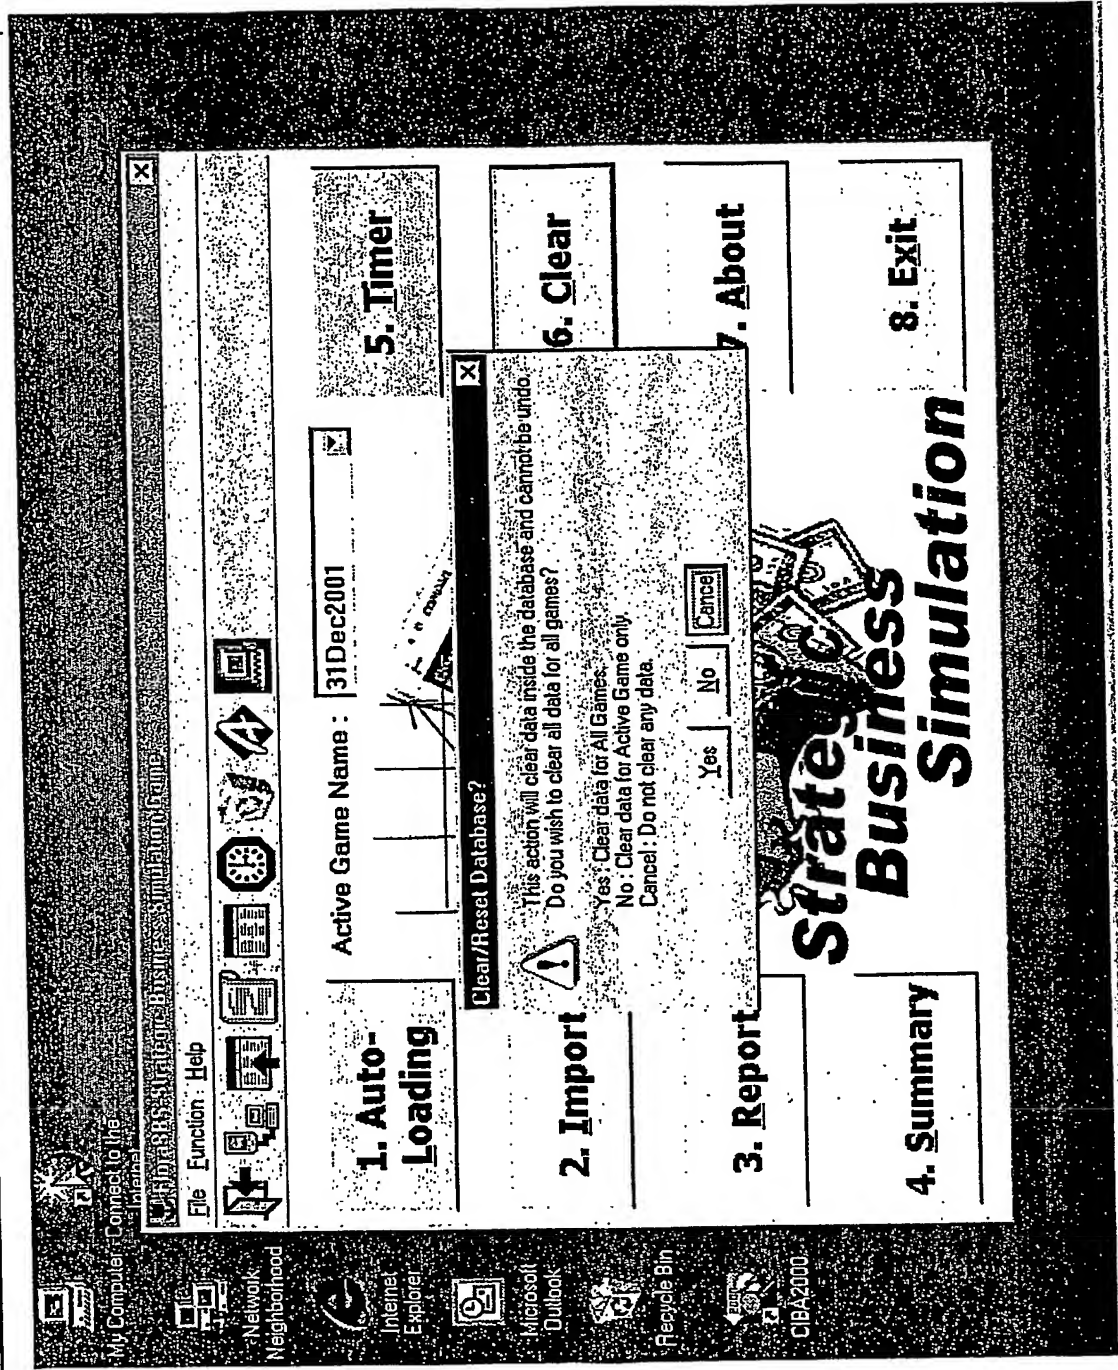 My Computer
Connect to the
Internet
Network
Neighborhood
Internet
Explorer
Microsoft
Outlook
Recycle Bin
CIBA2000
Strategic Business Simulation
File Function Help
Active Game Name : 31Dec2001
1. Auto-
Loading
2. Import
3. Report
4. Summary
5. Timer
6. Clear
7. About
8. Exit
Clear/Reset Database?
This action will clear data inside the database and cannot be undo.
Do you wish to clear all data for all games?
Yes : Clear data for All Games.
No : Clear data for Active Game only.
Cancel : Do not clear any data.
Yes No Cancel
Strategic
Business
Simulation